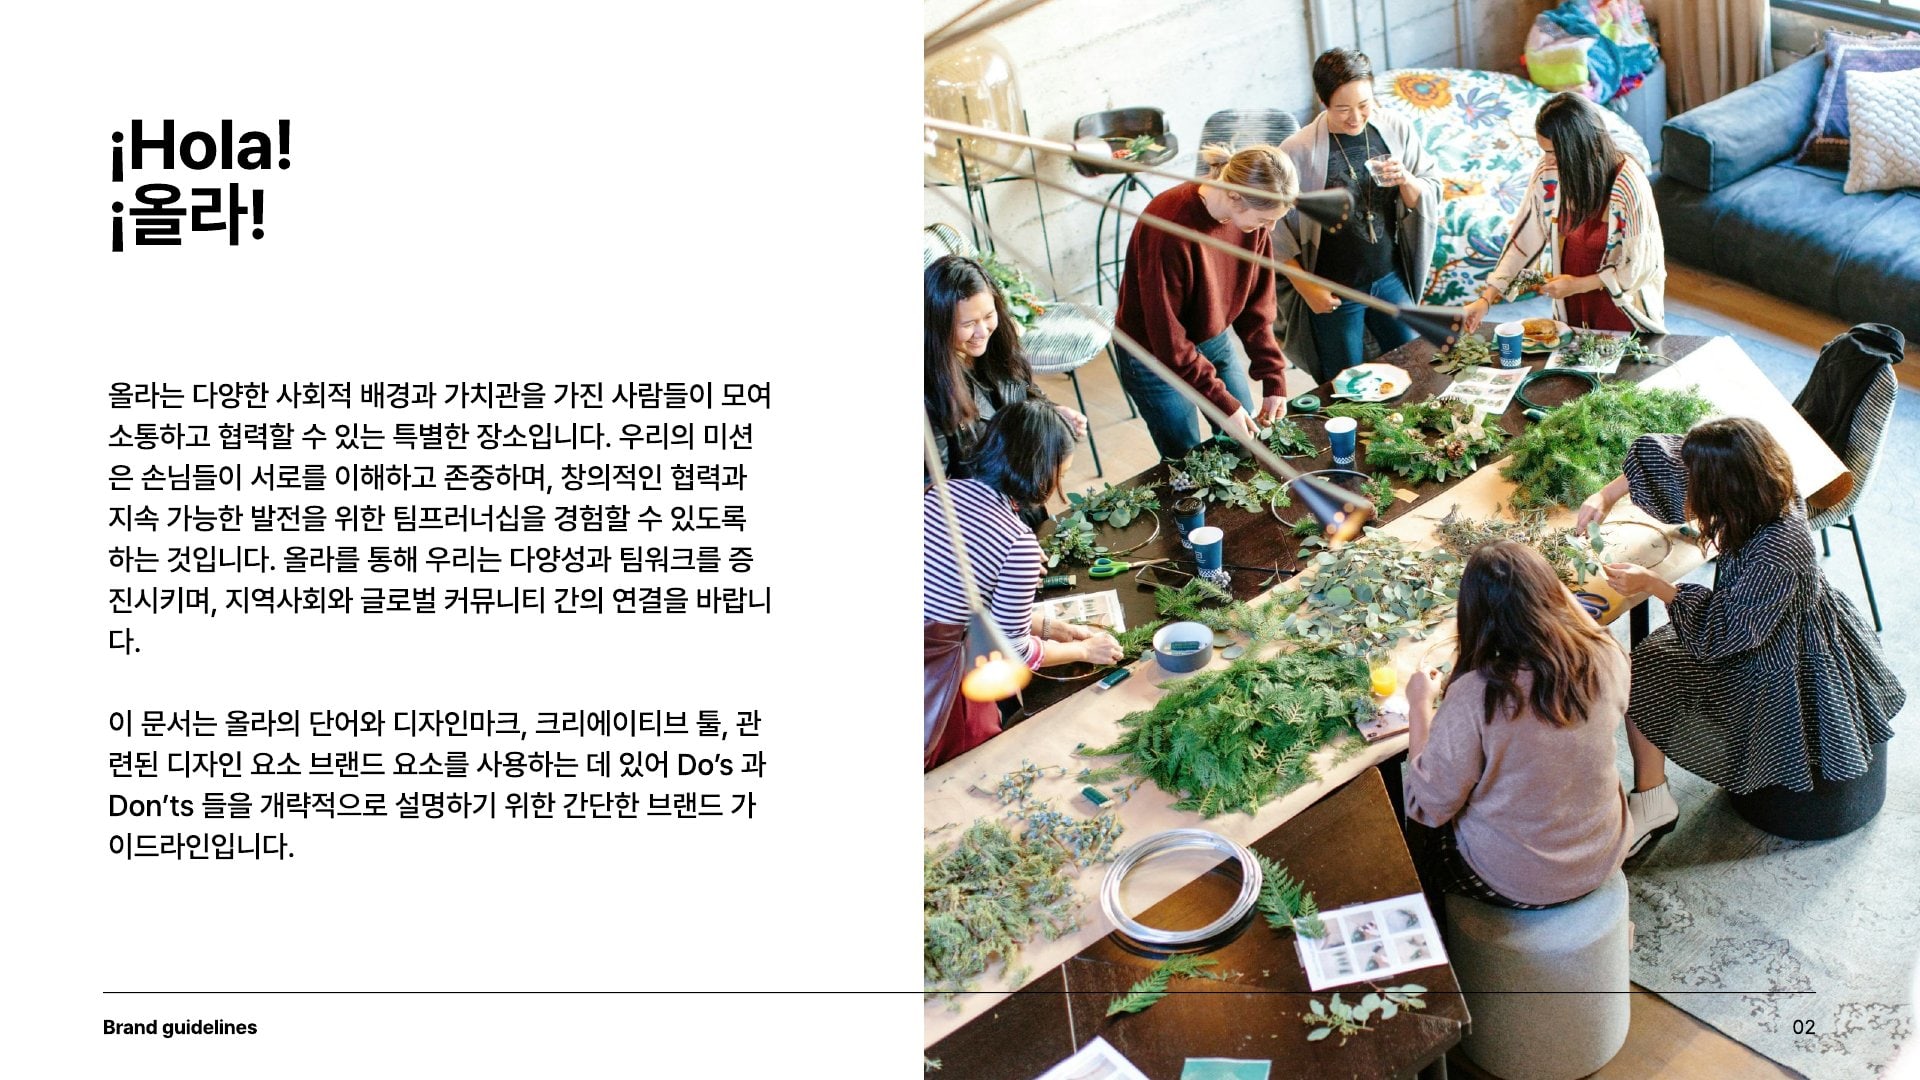 ¡Hola!
¡올라!
올라는 다양한 사회적 배경과 가치관을 가진 사람들이 모여
소통하고 협력할 수 있는 특별한 장소입니다. 우리의 미션
은 손님들이 서로를 이해하고 존중하며, 창의적인 협력과
지속 가능한 발전을 위한 팀프러너십을 경험할 수 있도록
하는 것입니다. 올라를 통해 우리는 다양성과 팀워크를 증
진시키며, 지역사회와 글로벌 커뮤니티 간의 연결을 바랍니
다.
이 문서는 올라의 단어와 디자인마크, 크리에이티브 툴, 관
련된 디자인 요소 브랜드 요소를 사용하는 데 있어 Do’s 과
Don’ts 들을 개략적으로 설명하기 위한 간단한 브랜드 가
이드라인입니다.
Brand guidelines
02